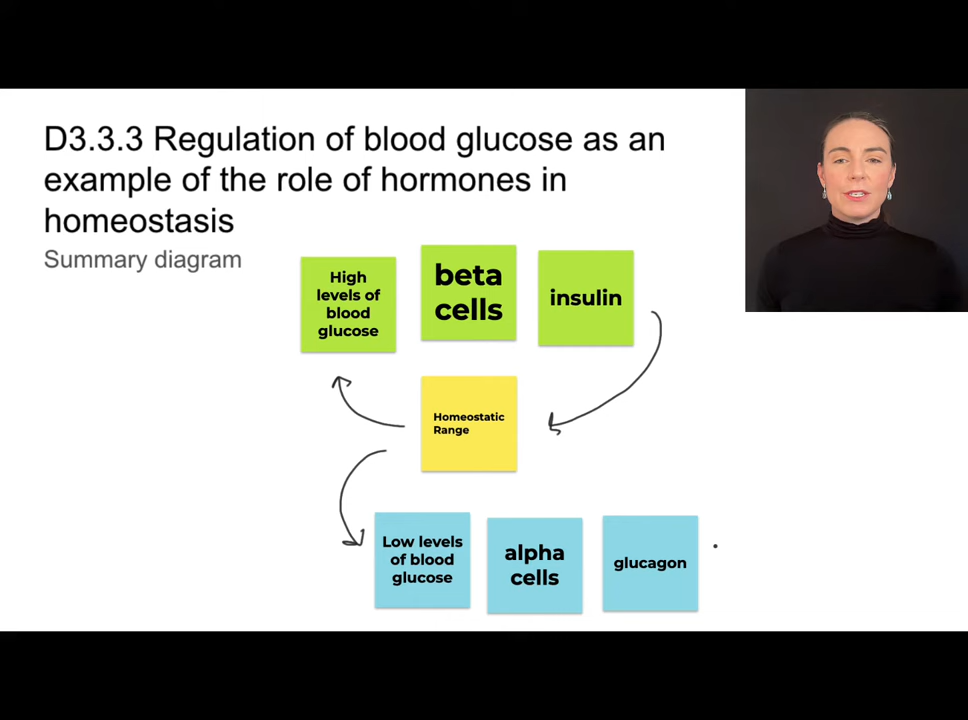 D3.3.3 Regulation of blood glucose as an
example of the role of hormones in
homeostasis
Summary diagram
High
levels of
blood
glucose
beta
cells
insulin
Homeostatic
Range
Low levels
of blood
glucose
alpha
cells
glucagon